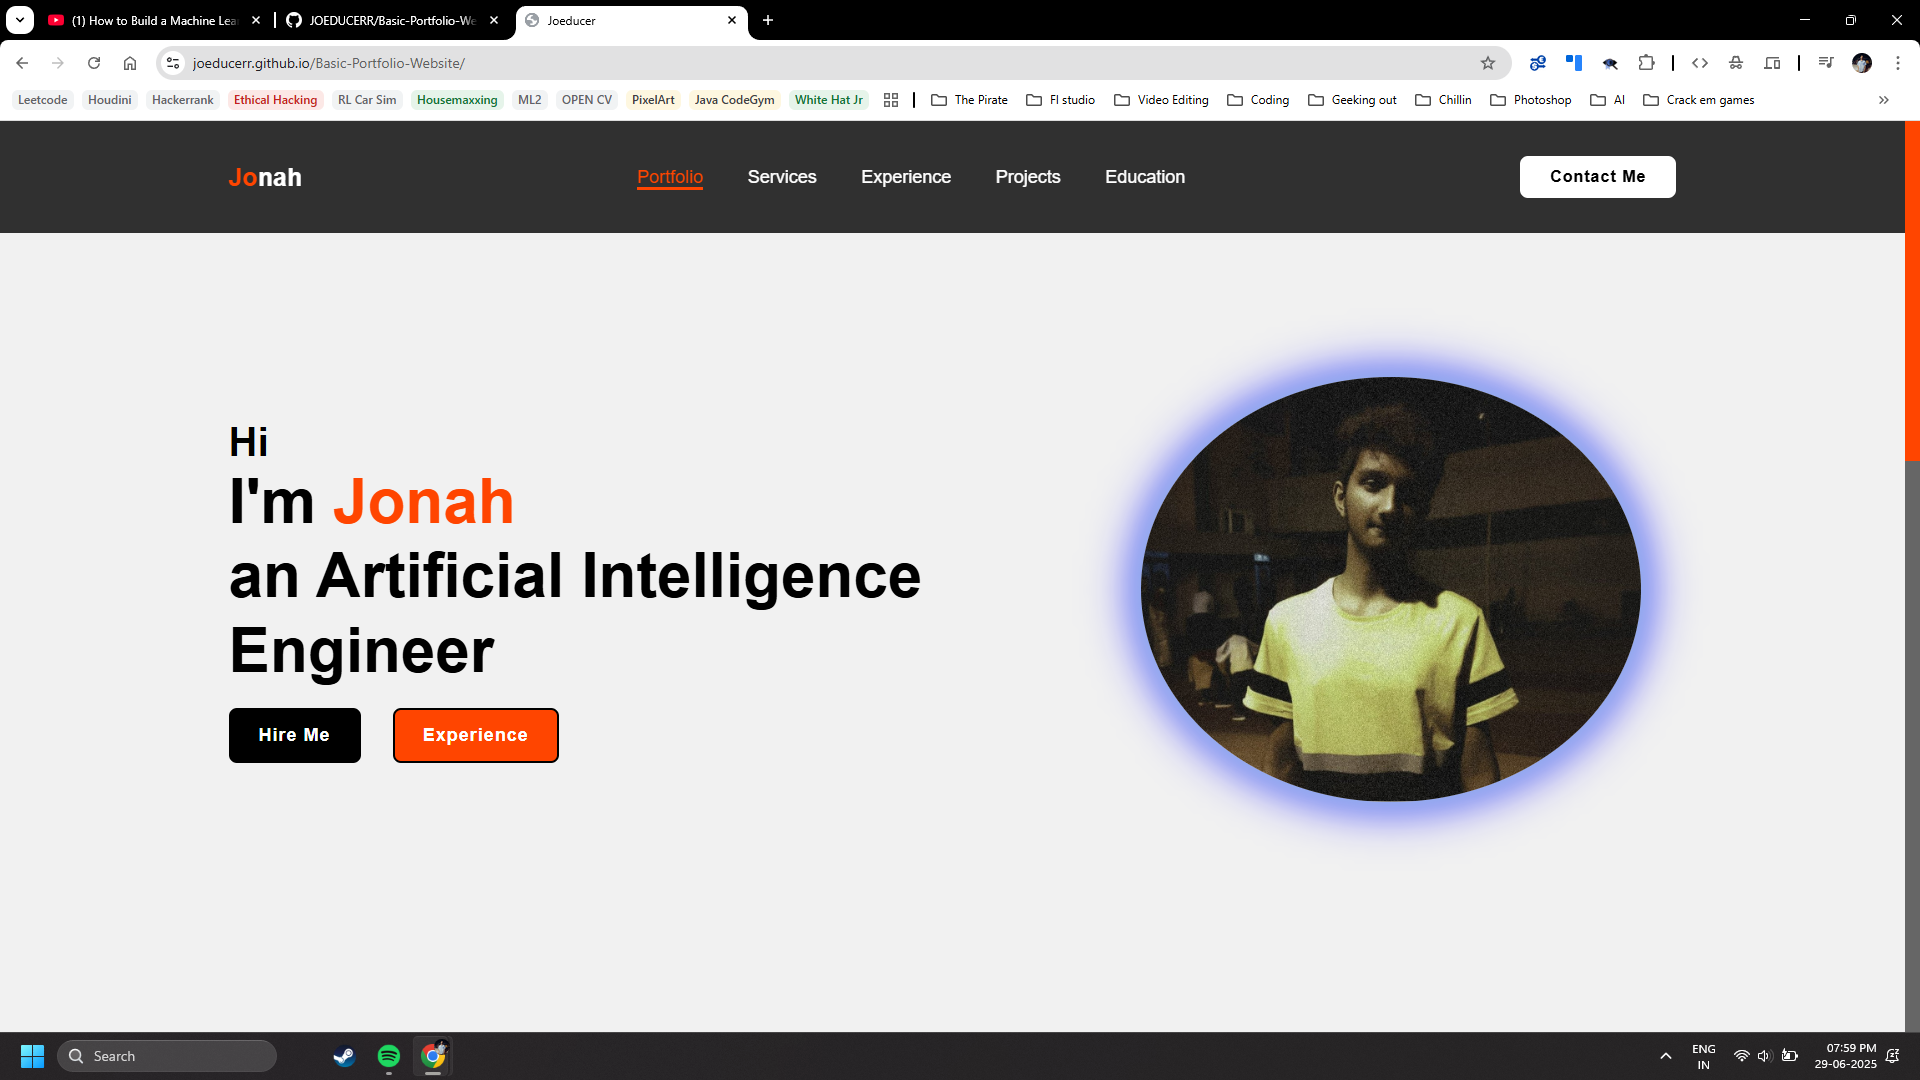 (1) How to Build a Machine Lea
JOEDUCERR/Basic-Portfolio-We
Joeducer
joeducerr.github.io/Basic-Portfolio-Website/
Leetcode Houdini Hackerrank Ethical Hacking RL Car Sim Housemaxxing ML2 OPEN CV PixelArt Java CodeGym White Hat Jr The Pirate Fl studio Video Editing Coding Geeking out Chillin Photoshop AI Crack em games
Jonah Portfolio Services Experience Projects Education Contact Me
Hi
I'm Jonah
an Artificial Intelligence
Engineer
Hire Me Experience
Search
ENG
IN
07:59 PM
29-06-2025